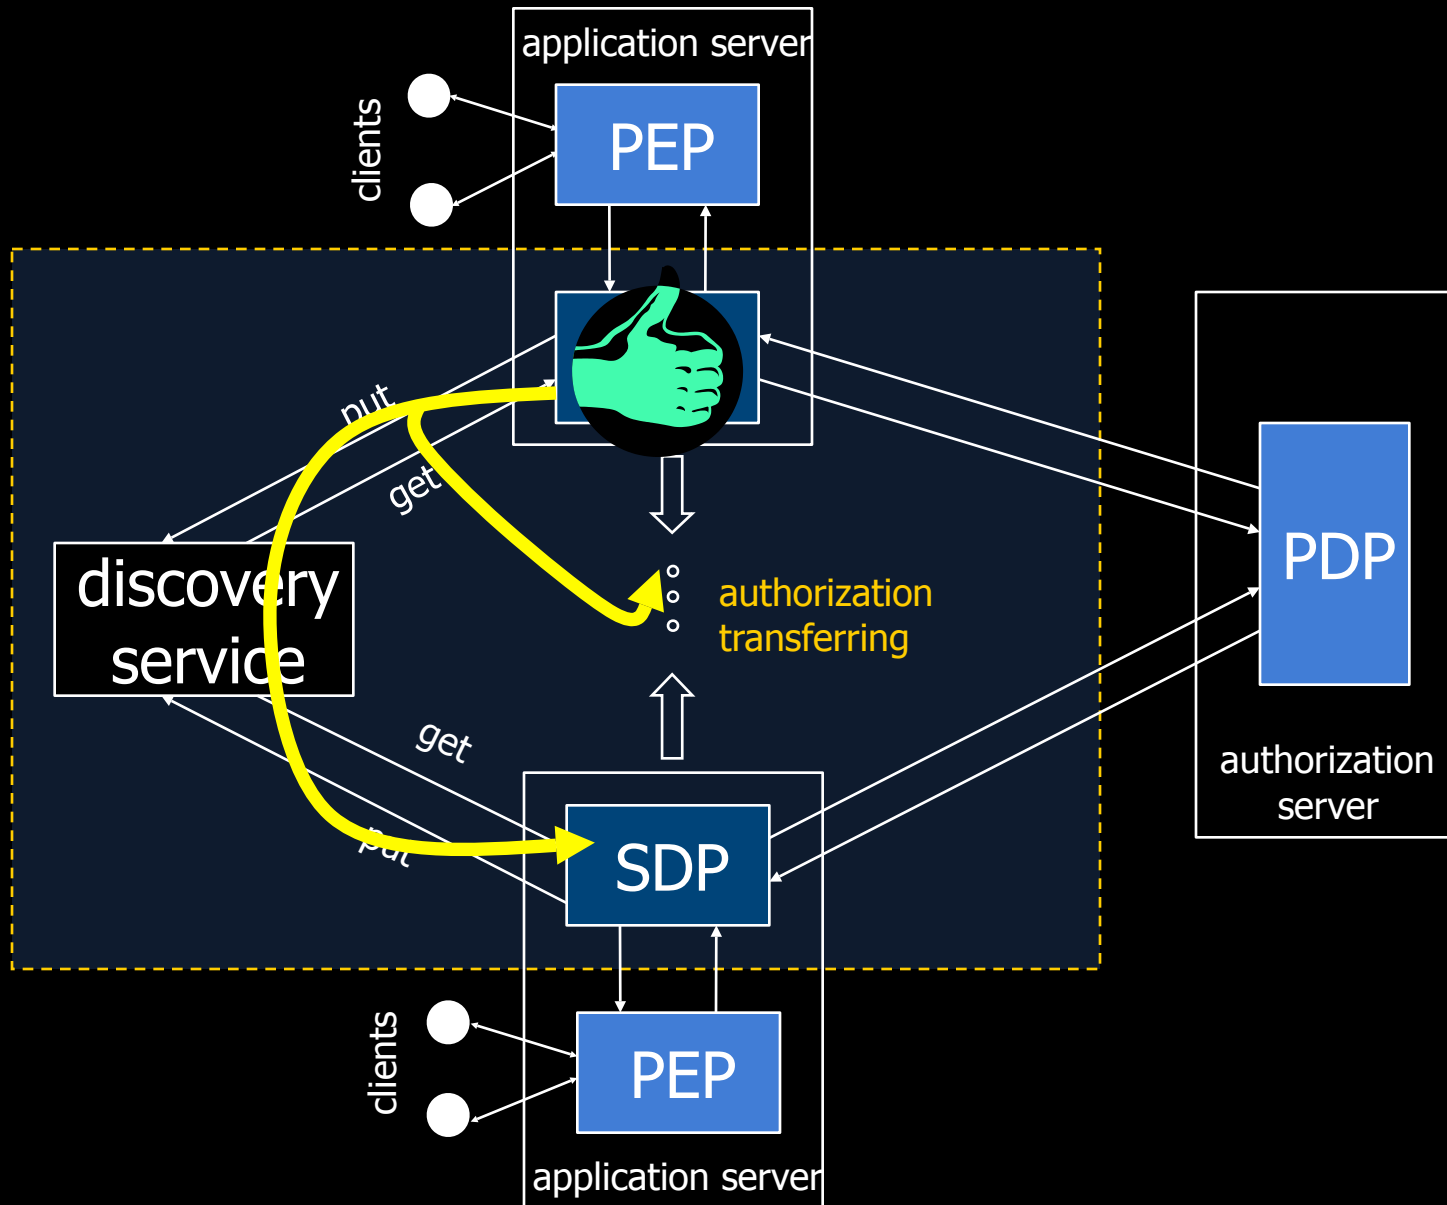 application server
clients
PEP
put
get
discovery
service
authorization
transferring
PDP
authorization
server
get
put
SDP
clients
PEP
application server